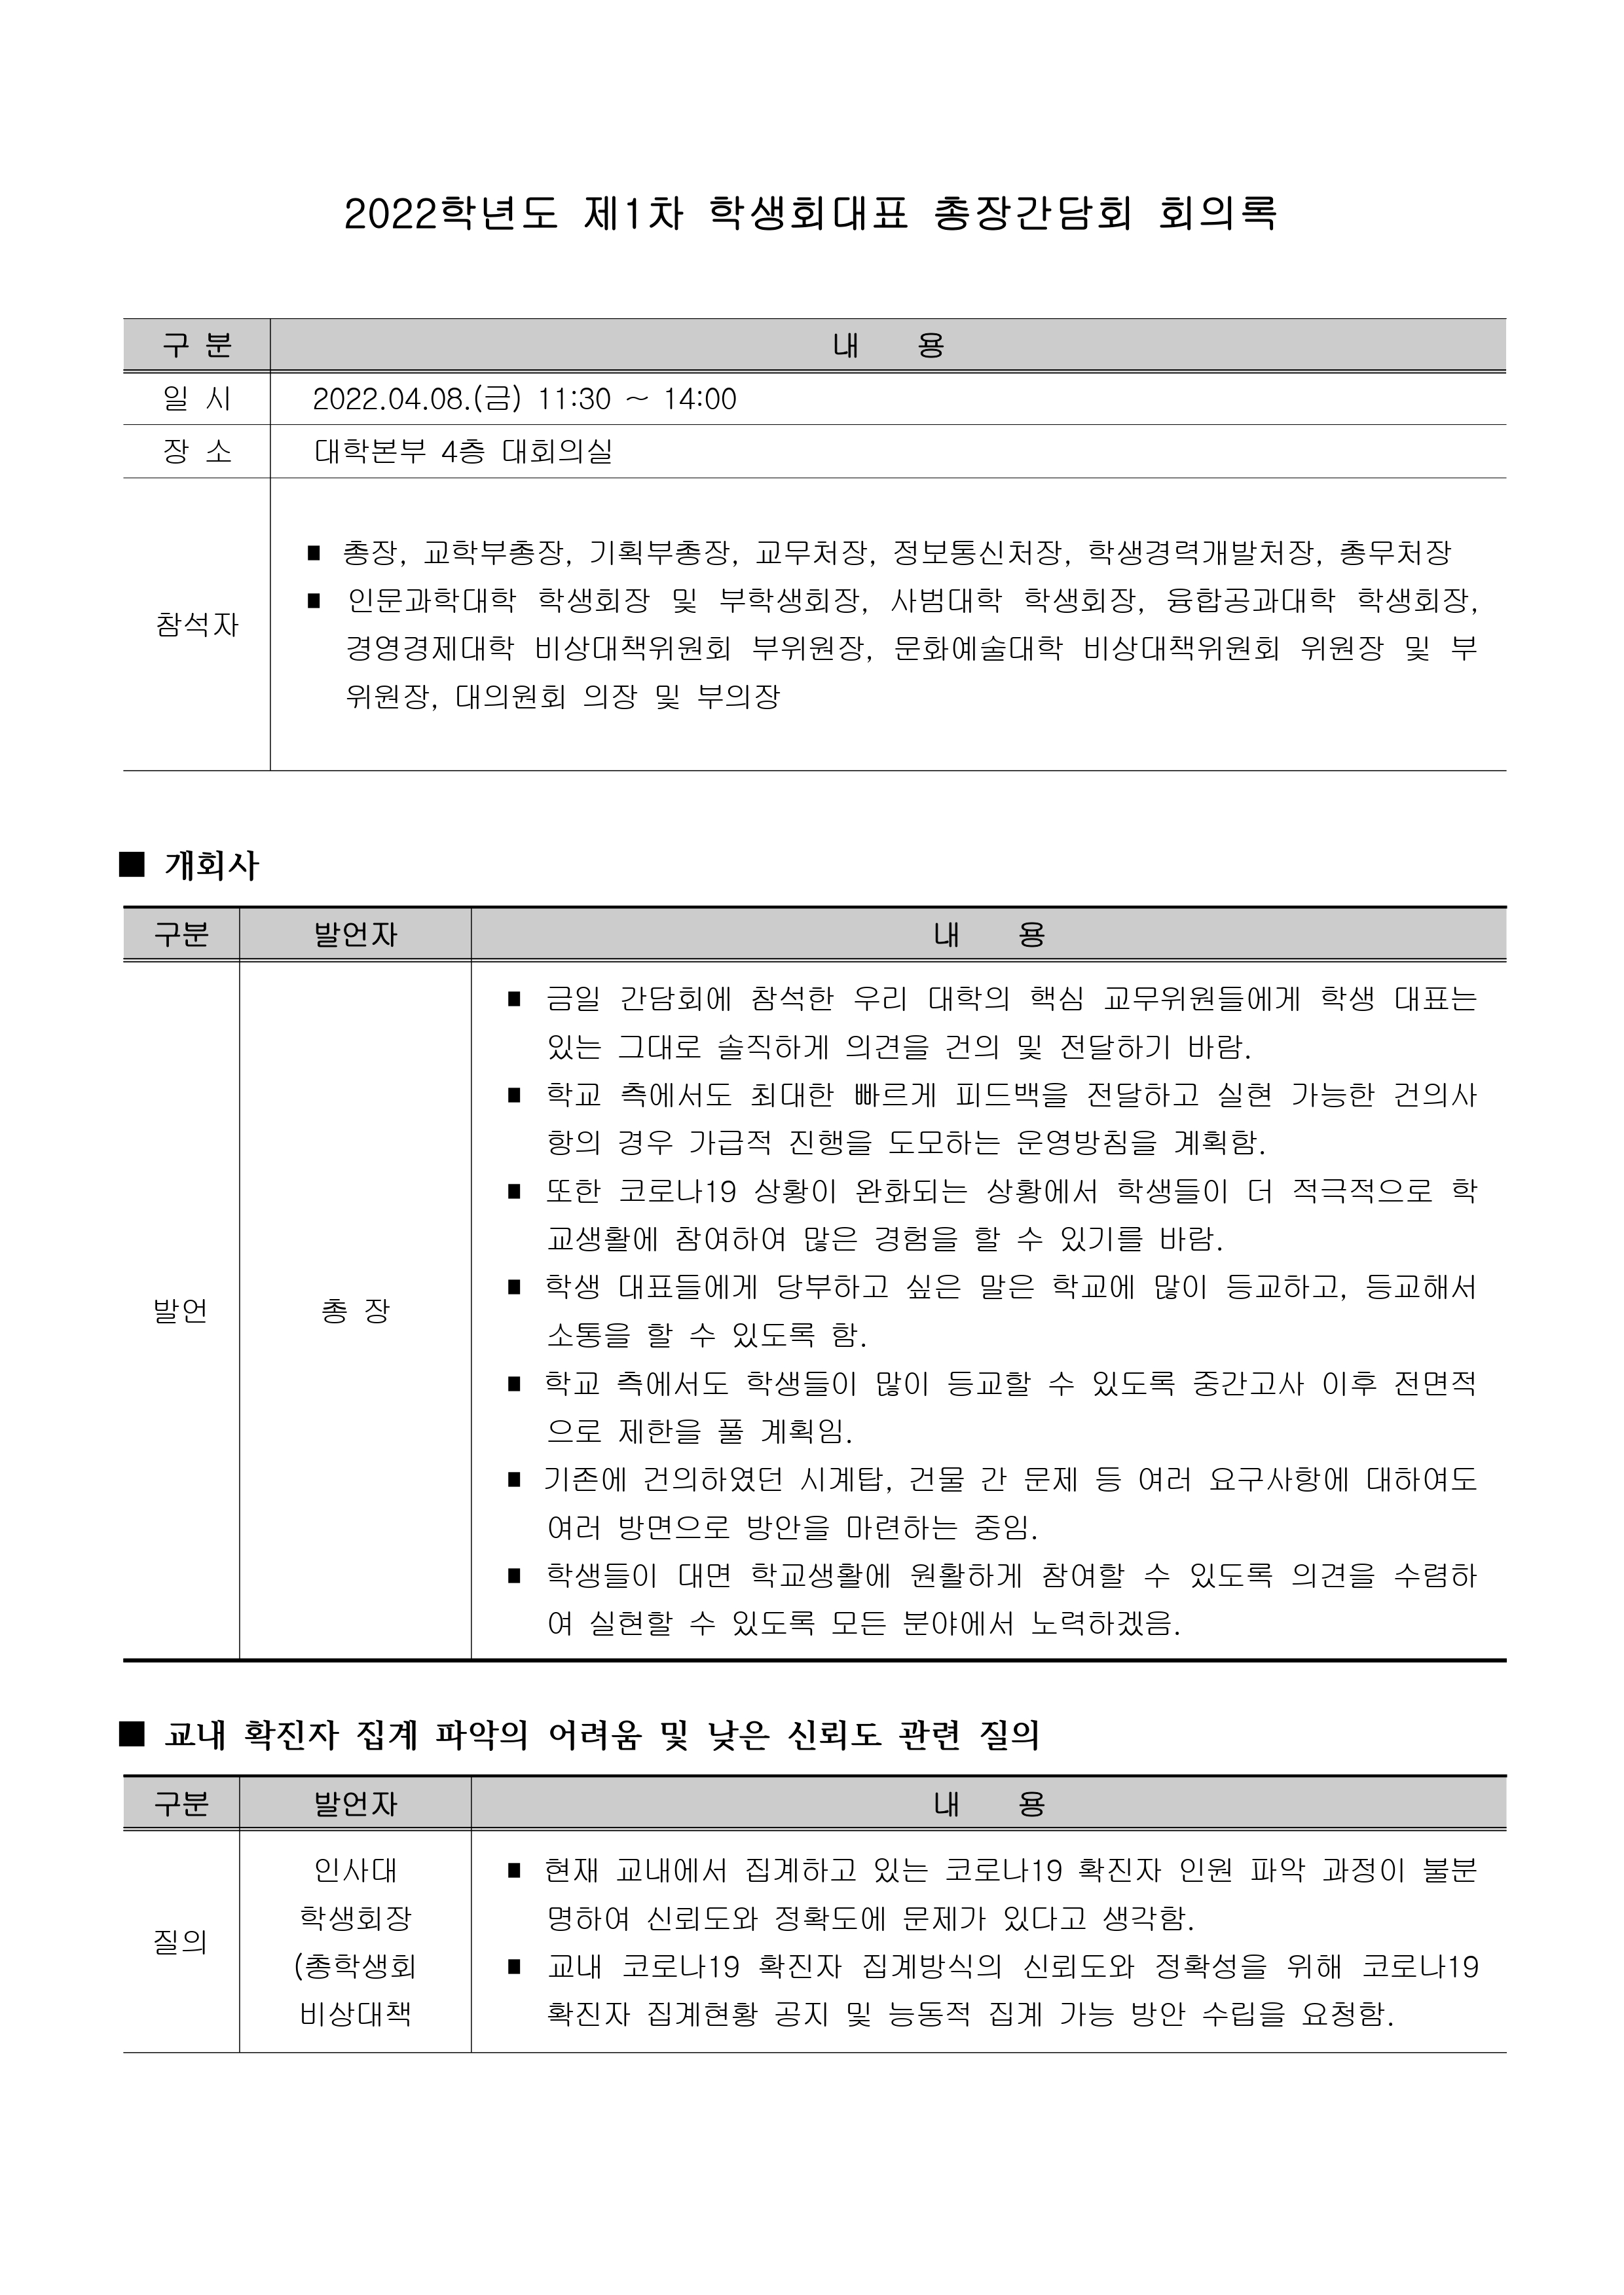 2022학년도 제1차 학생회대표 총장간담회 회의록
구 분 내 용
일 시 2022.04.08.(금) 11:30 ~ 14:00
장 소 대학본부 4층 대회의실
참석자
■ 총장, 교학부총장, 기획부총장, 교무처장, 정보통신처장, 학생경력개발처장, 총무처장
■ 인문과학대학 학생회장 및 부학생회장, 사범대학 학생회장, 융합공과대학 학생회장,
경영경제대학 비상대책위원회 부위원장, 문화예술대학 비상대책위원회 위원장 및 부
위원장, 대의원회 의장 및 부의장
■ 개회사
구분 발언자 내 용
발언
총 장
■ 금일 간담회에 참석한 우리 대학의 핵심 교무위원들에게 학생 대표는
있는 그대로 솔직하게 의견을 건의 및 전달하기 바람.
■ 학교 측에서도 최대한 빠르게 피드백을 전달하고 실현 가능한 건의사
항의 경우 가급적 진행을 도모하는 운영방침을 계획함.
■ 또한 코로나19 상황이 완화되는 상황에서 학생들이 더 적극적으로 학
교생활에 참여하여 많은 경험을 할 수 있기를 바람.
■ 학생 대표들에게 당부하고 싶은 말은 학교에 많이 등교하고, 등교해서
소통을 할 수 있도록 함.
■ 학교 측에서도 학생들이 많이 등교할 수 있도록 중간고사 이후 전면적
으로 제한을 풀 계획임.
■ 기존에 건의하였던 시계탑, 건물 간 문제 등 여러 요구사항에 대하여도
여러 방면으로 방안을 마련하는 중임.
■ 학생들이 대면 학교생활에 원활하게 참여할 수 있도록 의견을 수렴하
여 실현할 수 있도록 모든 분야에서 노력하겠음.
■ 교내 확진자 집계 파악의 어려움 및 낮은 신뢰도 관련 질의
구분 발언자 내 용
질의
인사대
학생회장
(총학생회
비상대책
■ 현재 교내에서 집계하고 있는 코로나19 확진자 인원 파악 과정이 불분
명하여 신뢰도와 정확도에 문제가 있다고 생각함.
■ 교내 코로나19 확진자 집계방식의 신뢰도와 정확성을 위해 코로나19
확진자 집계현황 공지 및 능동적 집계 가능 방안 수립을 요청함.